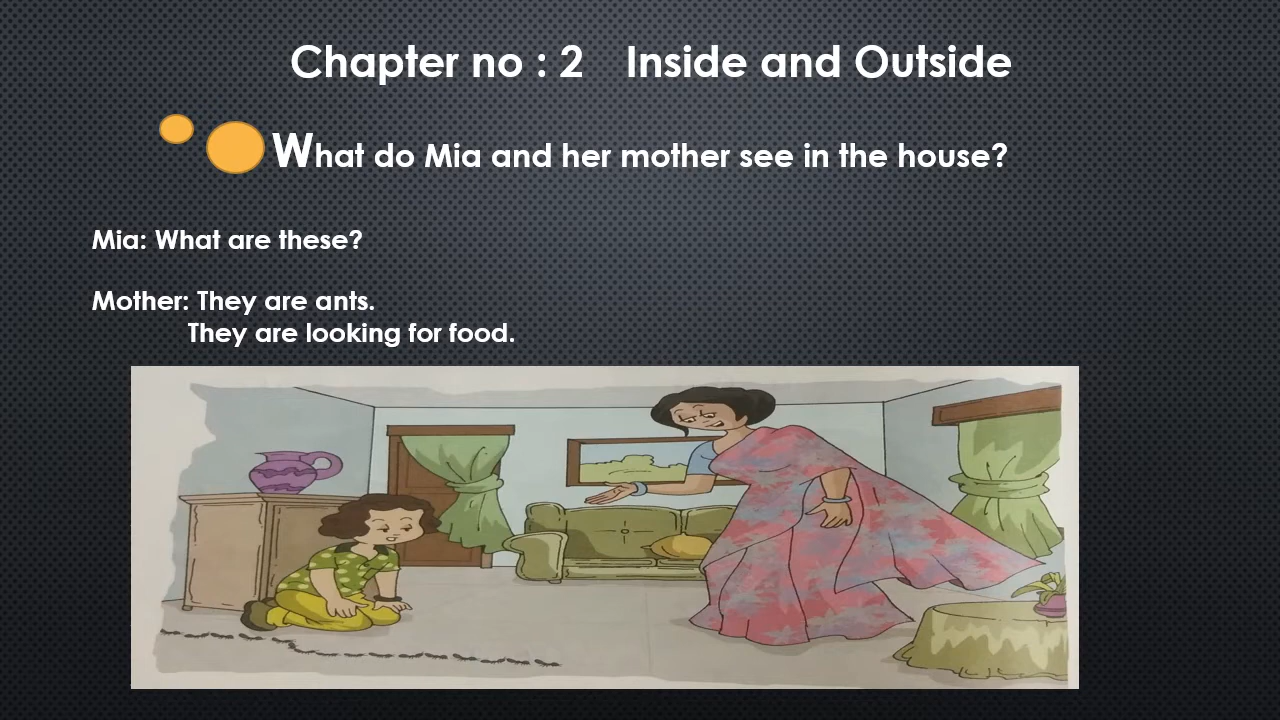 Chapter no : 2 Inside and Outside
What do Mia and her mother see in the house?
Mia: What are these?
Mother: They are ants.
They are looking for food.